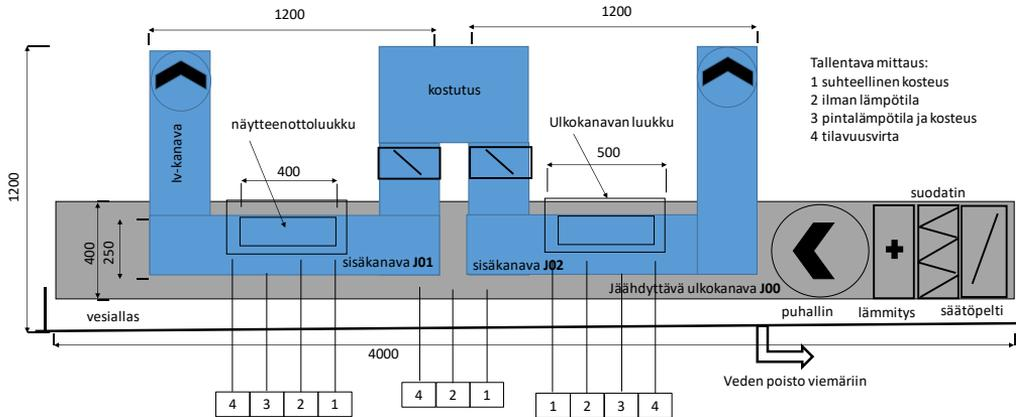 1200
1200
Tallentava mittaus:
1 suhteellinen kosteus
2 ilman lämpötila
3 pintalämpötila ja kosteus
4 tilavuusvirta
kostutus
Iv-kanava
näytteenottoluukku
Ulkokanavan luukku
400
500
1200
suodatin
400
250
sisäkanava J01
sisäkanava J02
Jäähdyttävä ulkokanava J00
vesiallas
puhallin
lämmitys
säätöpelti
4000
Veden poisto viemäriin
4 3 2 1
4 2 1
1 2 3 4